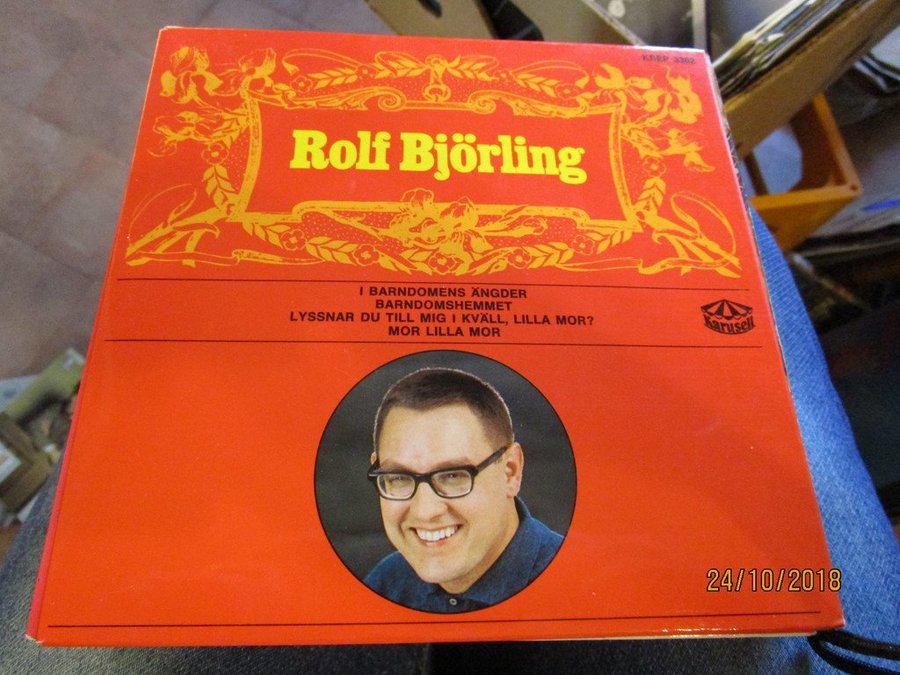 KSEP 3362
Rolf Björling
I BARNDOMENS ÄNGDER
BARNDOMSHEMMET
LYSSNAR DU TILL MIG I KVÄLL, LILLA MOR?
MOR LILLA MOR
Karusell
24/10/2018